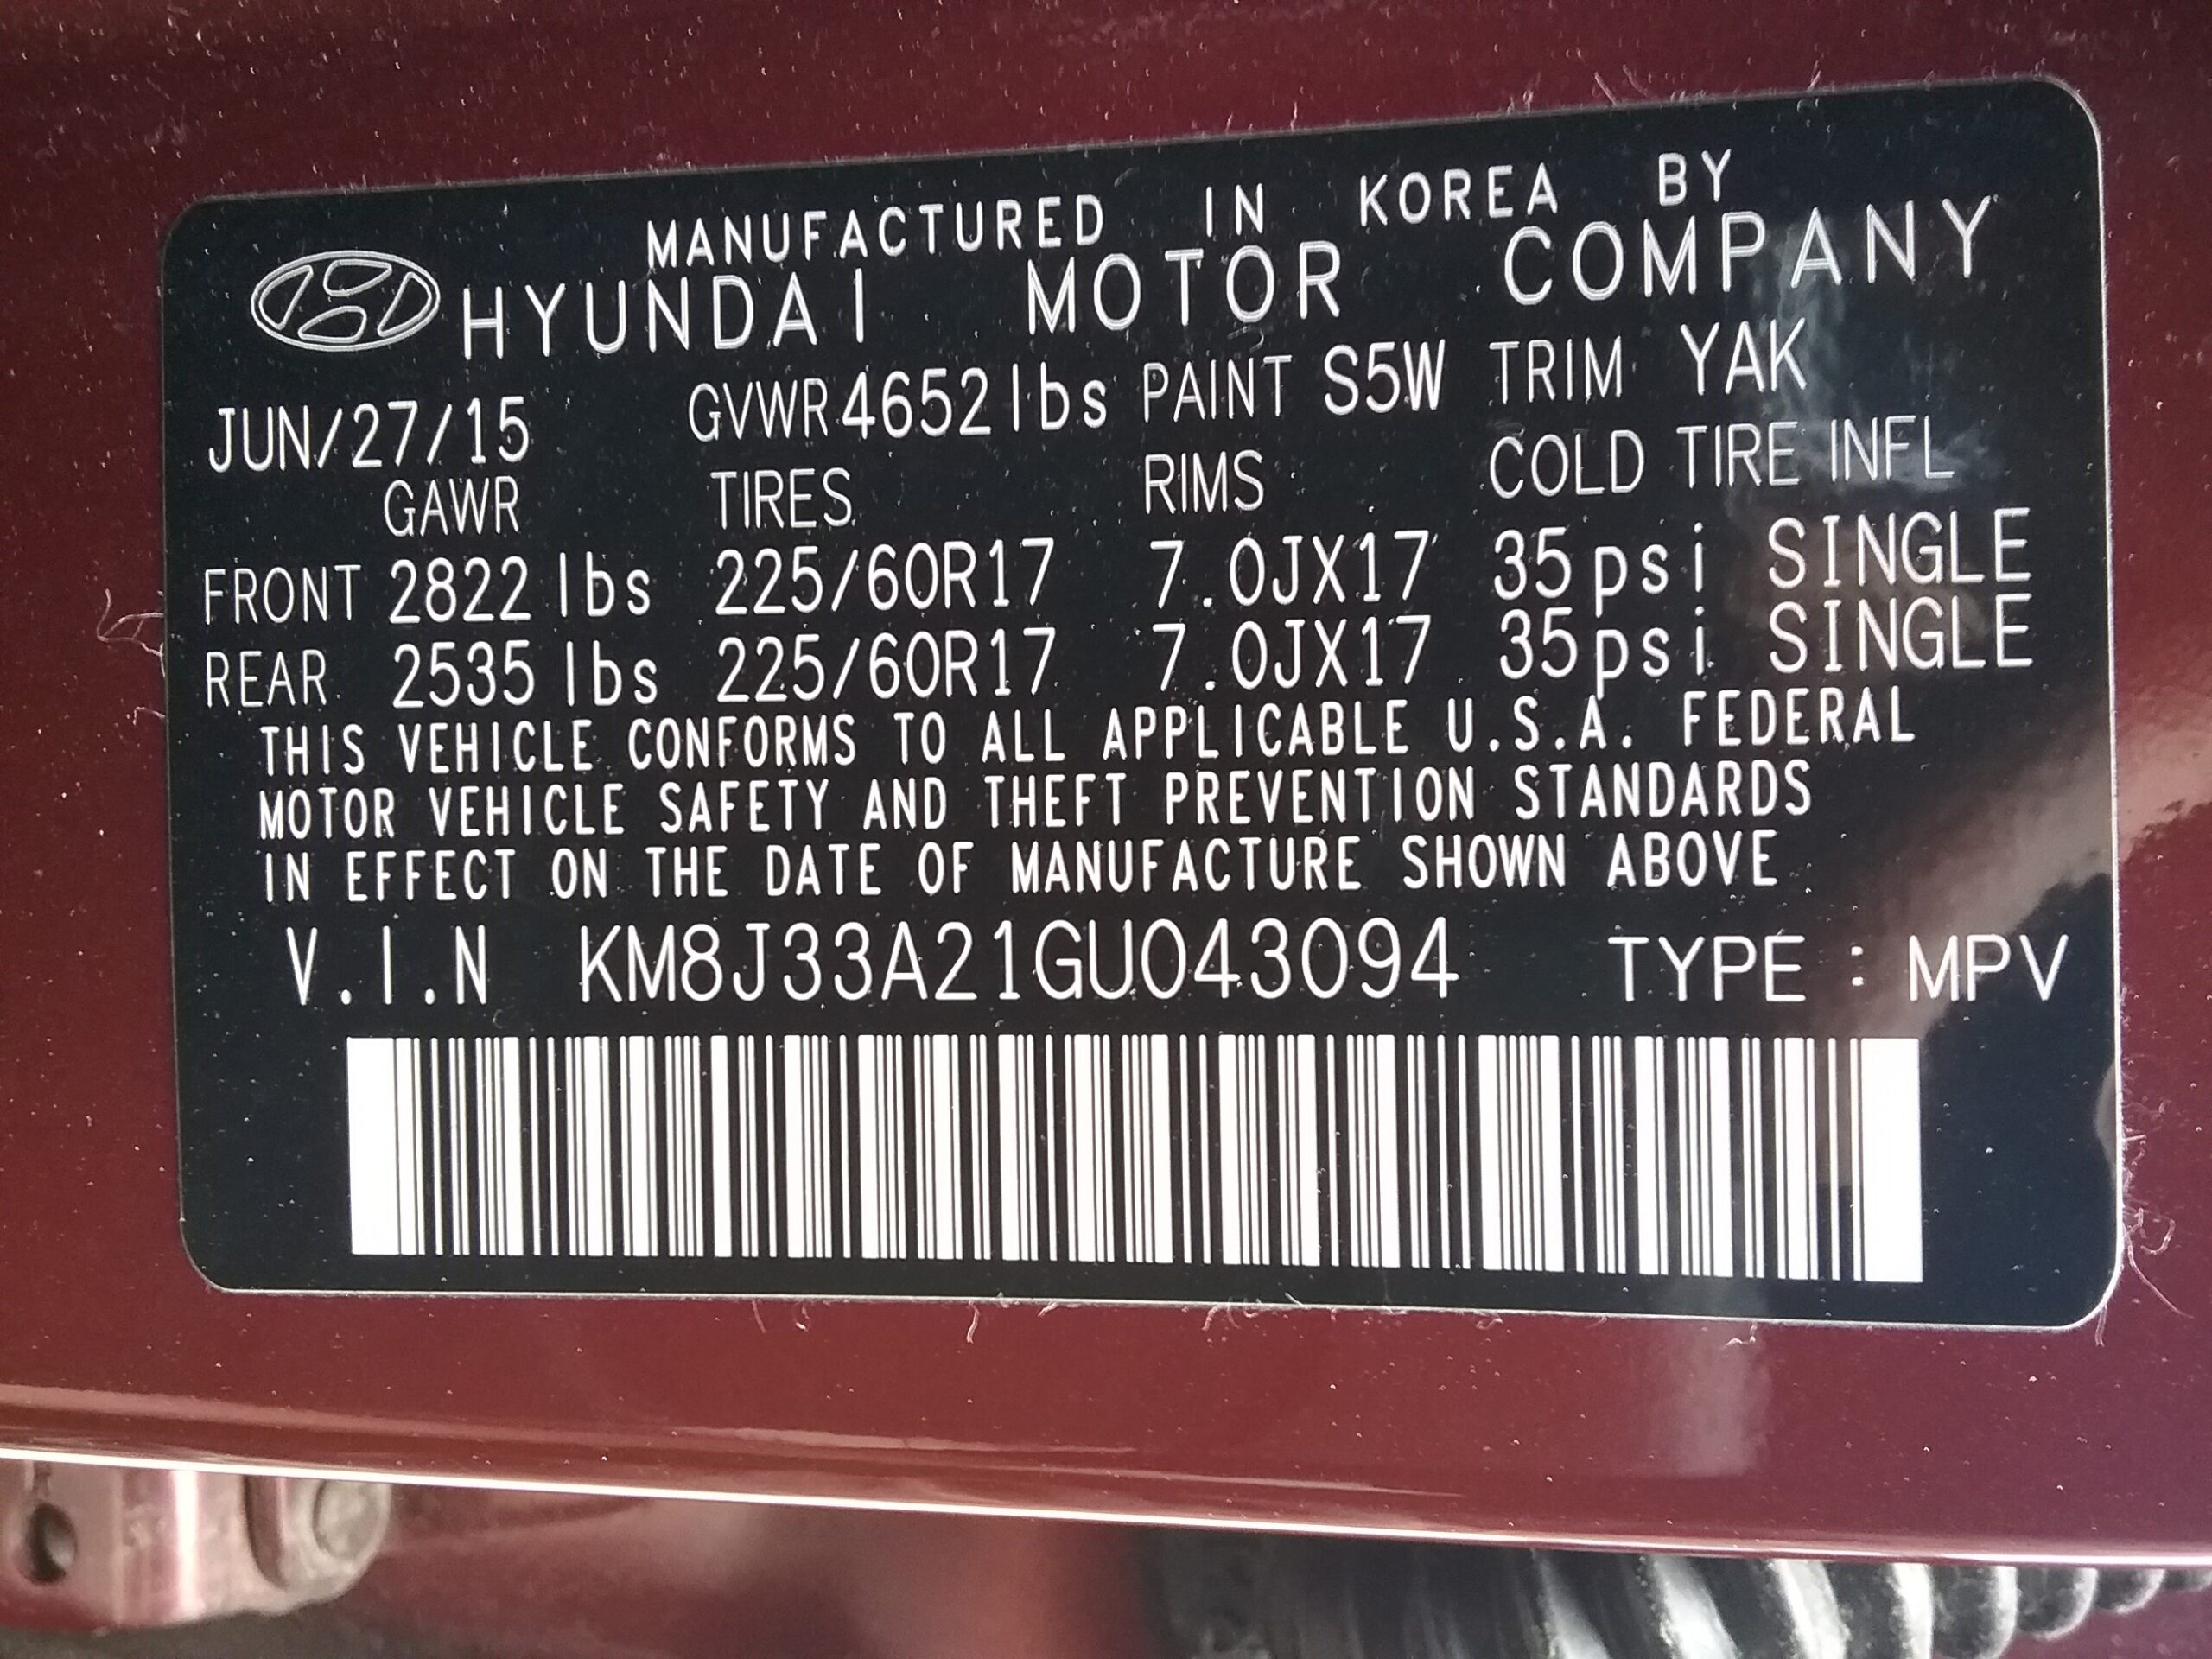 MANUFACTURED IN KOREA BY
HYUNDAI MOTOR COMPANY
JUN/27/15 GVWR 4652 lbs PAINT S5W TRIM YAK
GAWR TIRES RIMS COLD TIRE INFL
FRONT 2822 lbs 225/60R17 7.0JX17 35psi SINGLE
REAR 2535 lbs 225/60R17 7.0JX17 35psi SINGLE
THIS VEHICLE CONFORMS TO ALL APPLICABLE U.S.A. FEDERAL
MOTOR VEHICLE SAFETY AND THEFT PREVENTION STANDARDS
IN EFFECT ON THE DATE OF MANUFACTURE SHOWN ABOVE
V.I.N KM8J33A21GU043094 TYPE : MPV